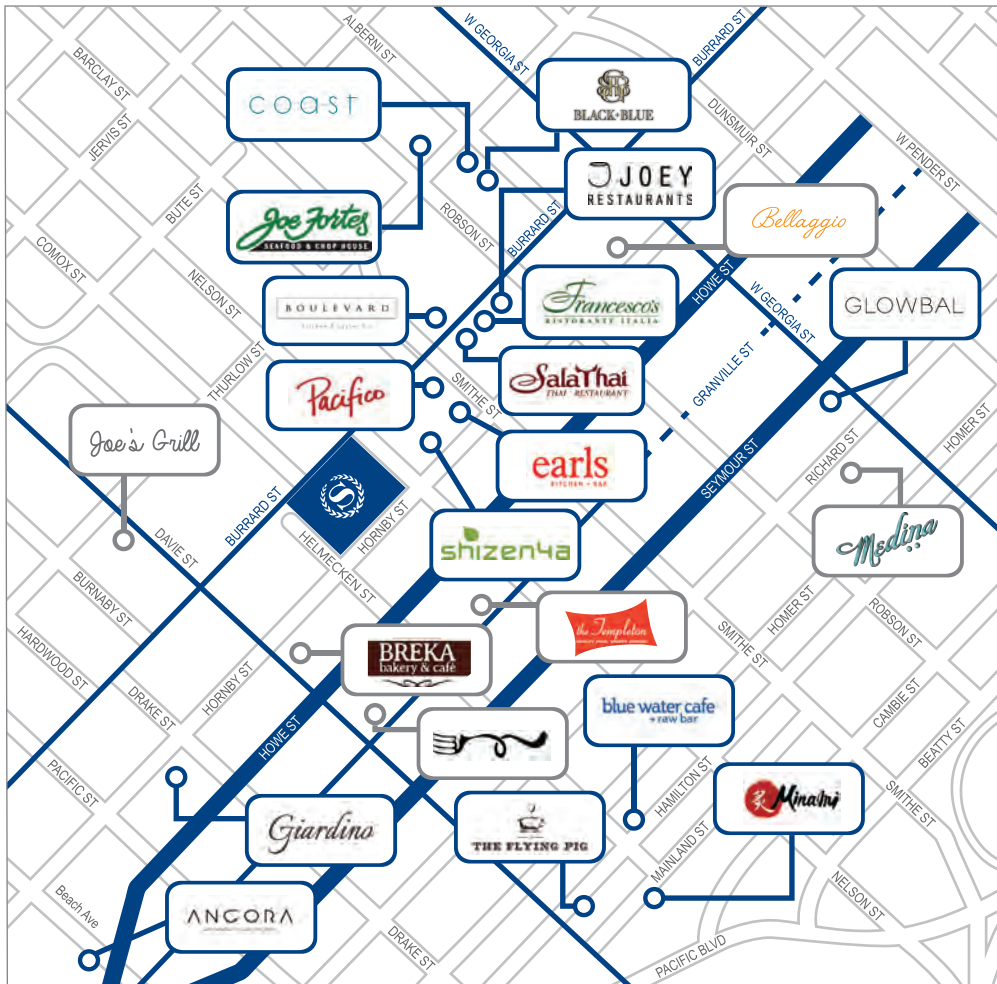 ALBERNI ST
W GEORGIA ST
BURRARD ST
BARCLAY ST
coast
BLACK+BLUE
DUNSMUIR ST
W PENDER ST
JERVIS ST
JOEY
RESTAURANTS
BUTE ST
Joe Fortes
SEAFOOD & CHOP HOUSE
ROBSON ST
BURRARD ST
Bellaggio
COMOX ST
NELSON ST
BOULEVARD
Francesco's
RISTORANTE ITALIA
HOWE ST
W GEORGIA ST
GLOWBAL
THURLOW ST
Pacifico
SMITHE ST
SalaThai
THAI RESTAURANT
GRANVILLE ST
Joe's Grill
earls
KITCHEN + BAR
SEYMOUR ST
RICHARD ST
HOMER ST
BURRARD ST
S
HORNBY ST
HELMECKEN ST
DAVIE ST
shizen4a
Medina
BURNABY ST
the Templeton
HOMER ST
ROBSON ST
HARDWOOD ST
BREKA
bakery & café
SMITHE ST
DRAKE ST
HORNBY ST
HOWE ST
blue water cafe
+ raw bar
CAMBIE ST
BEATTY ST
PACIFIC ST
HAMILTON ST
Minami
SMITHE ST
Giardino
THE FLYING PIG
MAINLAND ST
NELSON ST
Beach Ave
ANCORA
DRAKE ST
PACIFIC BLVD